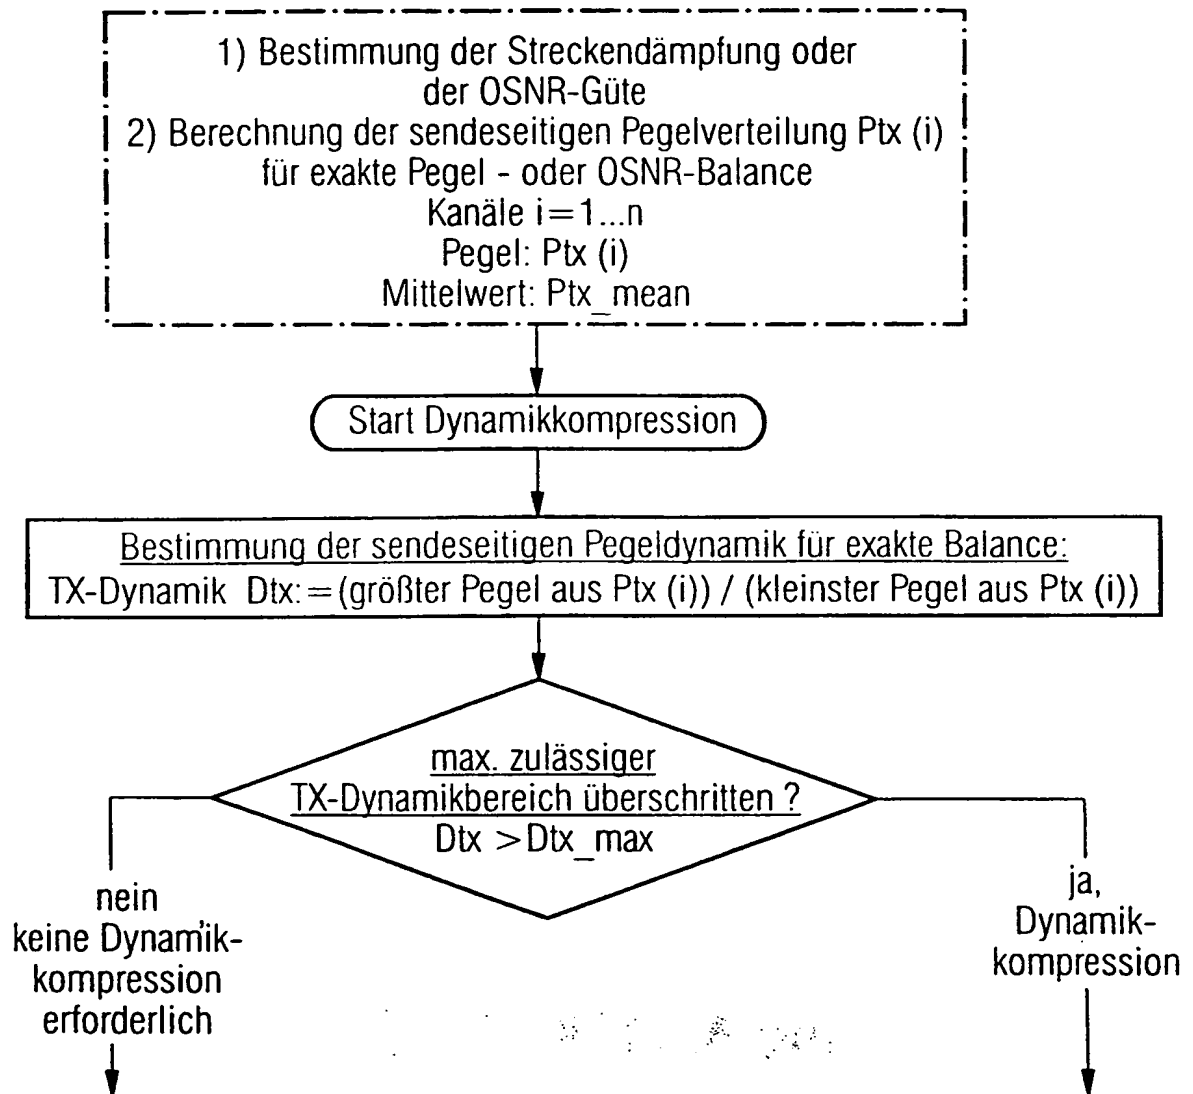 1) Bestimmung der Streckendämpfung oder
der OSNR-Güte
2) Berechnung der sendeseitigen Pegelverteilung Ptx (i)
für exakte Pegel - oder OSNR-Balance
Kanäle i=1...n
Pegel: Ptx (i)
Mittelwert: Ptx_mean
Start Dynamikkompression
Bestimmung der sendeseitigen Pegeldynamik für exakte Balance:
TX-Dynamik Dtx:=(größter Pegel aus Ptx (i)) / (kleinster Pegel aus Ptx (i))
max. zulässiger
TX-Dynamikbereich überschritten ?
Dtx >Dtx_max
nein
keine Dynamik-
kompression
erforderlich
ja,
Dynamik-
kompression